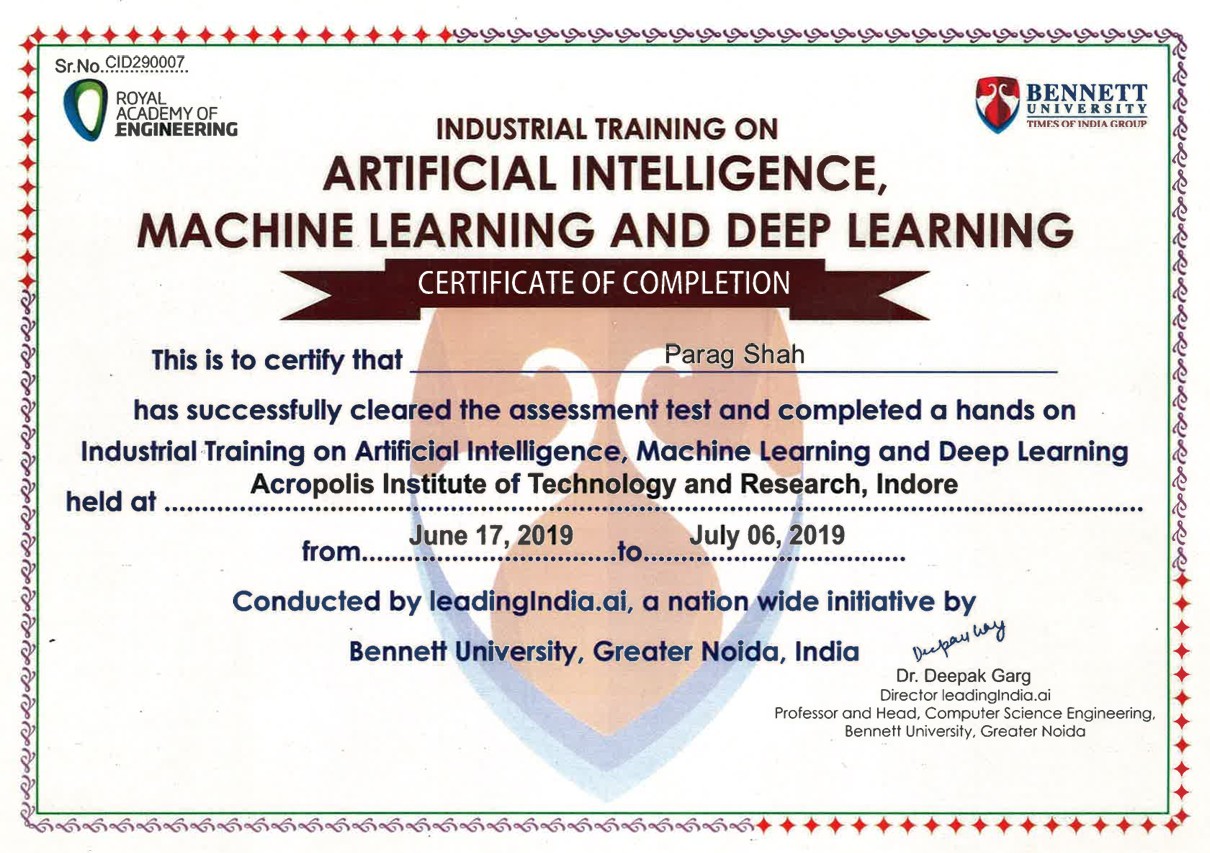 Sr.No. CID290007
ROYAL
ACADEMY OF
ENGINEERING
BENNETT
UNIVERSITY
TIMES OF INDIA GROUP
INDUSTRIAL TRAINING ON
ARTIFICIAL INTELLIGENCE,
MACHINE LEARNING AND DEEP LEARNING
CERTIFICATE OF COMPLETION
This is to certify that Parag Shah
has successfully cleared the assessment test and completed a hands on
Industrial Training on Artificial Intelligence, Machine Learning and Deep Learning
held at Acropolis Institute of Technology and Research, Indore
from June 17, 2019 to July 06, 2019
Conducted by leadingIndia.ai, a nation wide initiative by
Bennett University, Greater Noida, India
Dr. Deepak Garg
Director leadingIndia.ai
Professor and Head, Computer Science Engineering,
Bennett University, Greater Noida